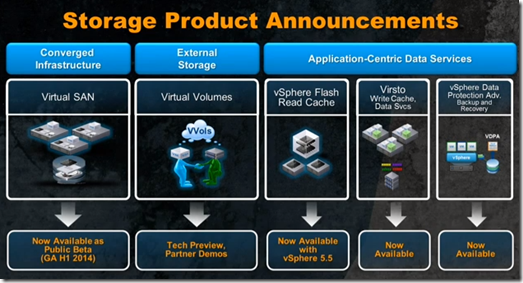 Storage Product Announcements
Converged
Infrastructure
External
Storage
Application-Centric Data Services
Virtual SAN
Virtual Volumes
VVols
vSphere Flash
Read Cache
Virsto
Write Cache,
Data Svcs
vSphere Data
Protection Adv.
Backup and
Recovery
VDPA
vSphere
Now Available as
Public Beta
(GA H1 2014)
Tech Preview,
Partner Demos
Now Available
with
vSphere 5.5
Now
Available
Now
Available